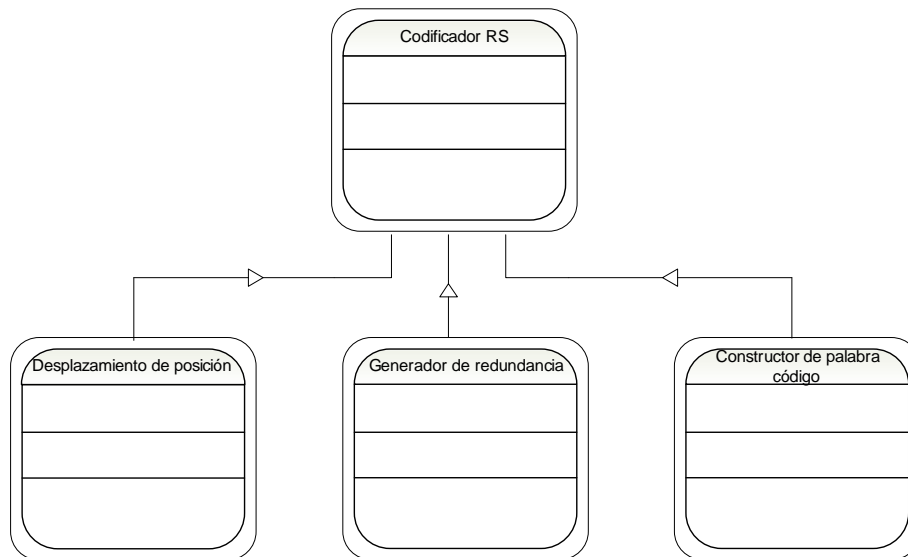 Codificador RS
Desplazamiento de posición
Generador de redundancia
Constructor de palabra
código